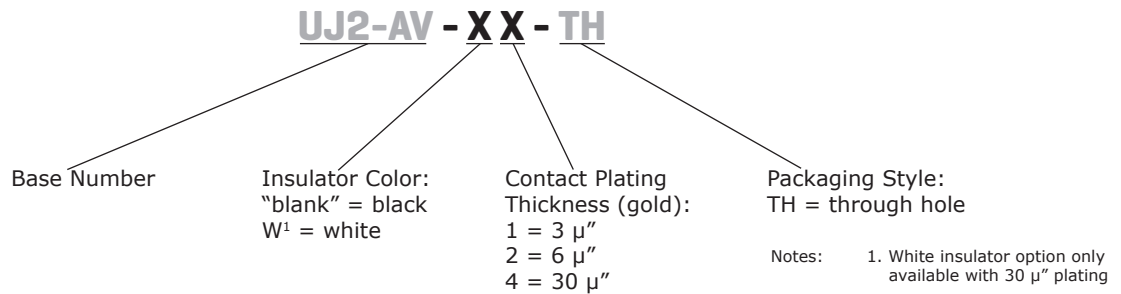 UJ2-AV - X X - TH
Base Number
Insulator Color:
"blank" = black
W¹ = white
Contact Plating
Thickness (gold):
1 = 3 µ"
2 = 6 µ"
4 = 30 µ"
Packaging Style:
TH = through hole
Notes: 1. White insulator option only
available with 30 µ" plating